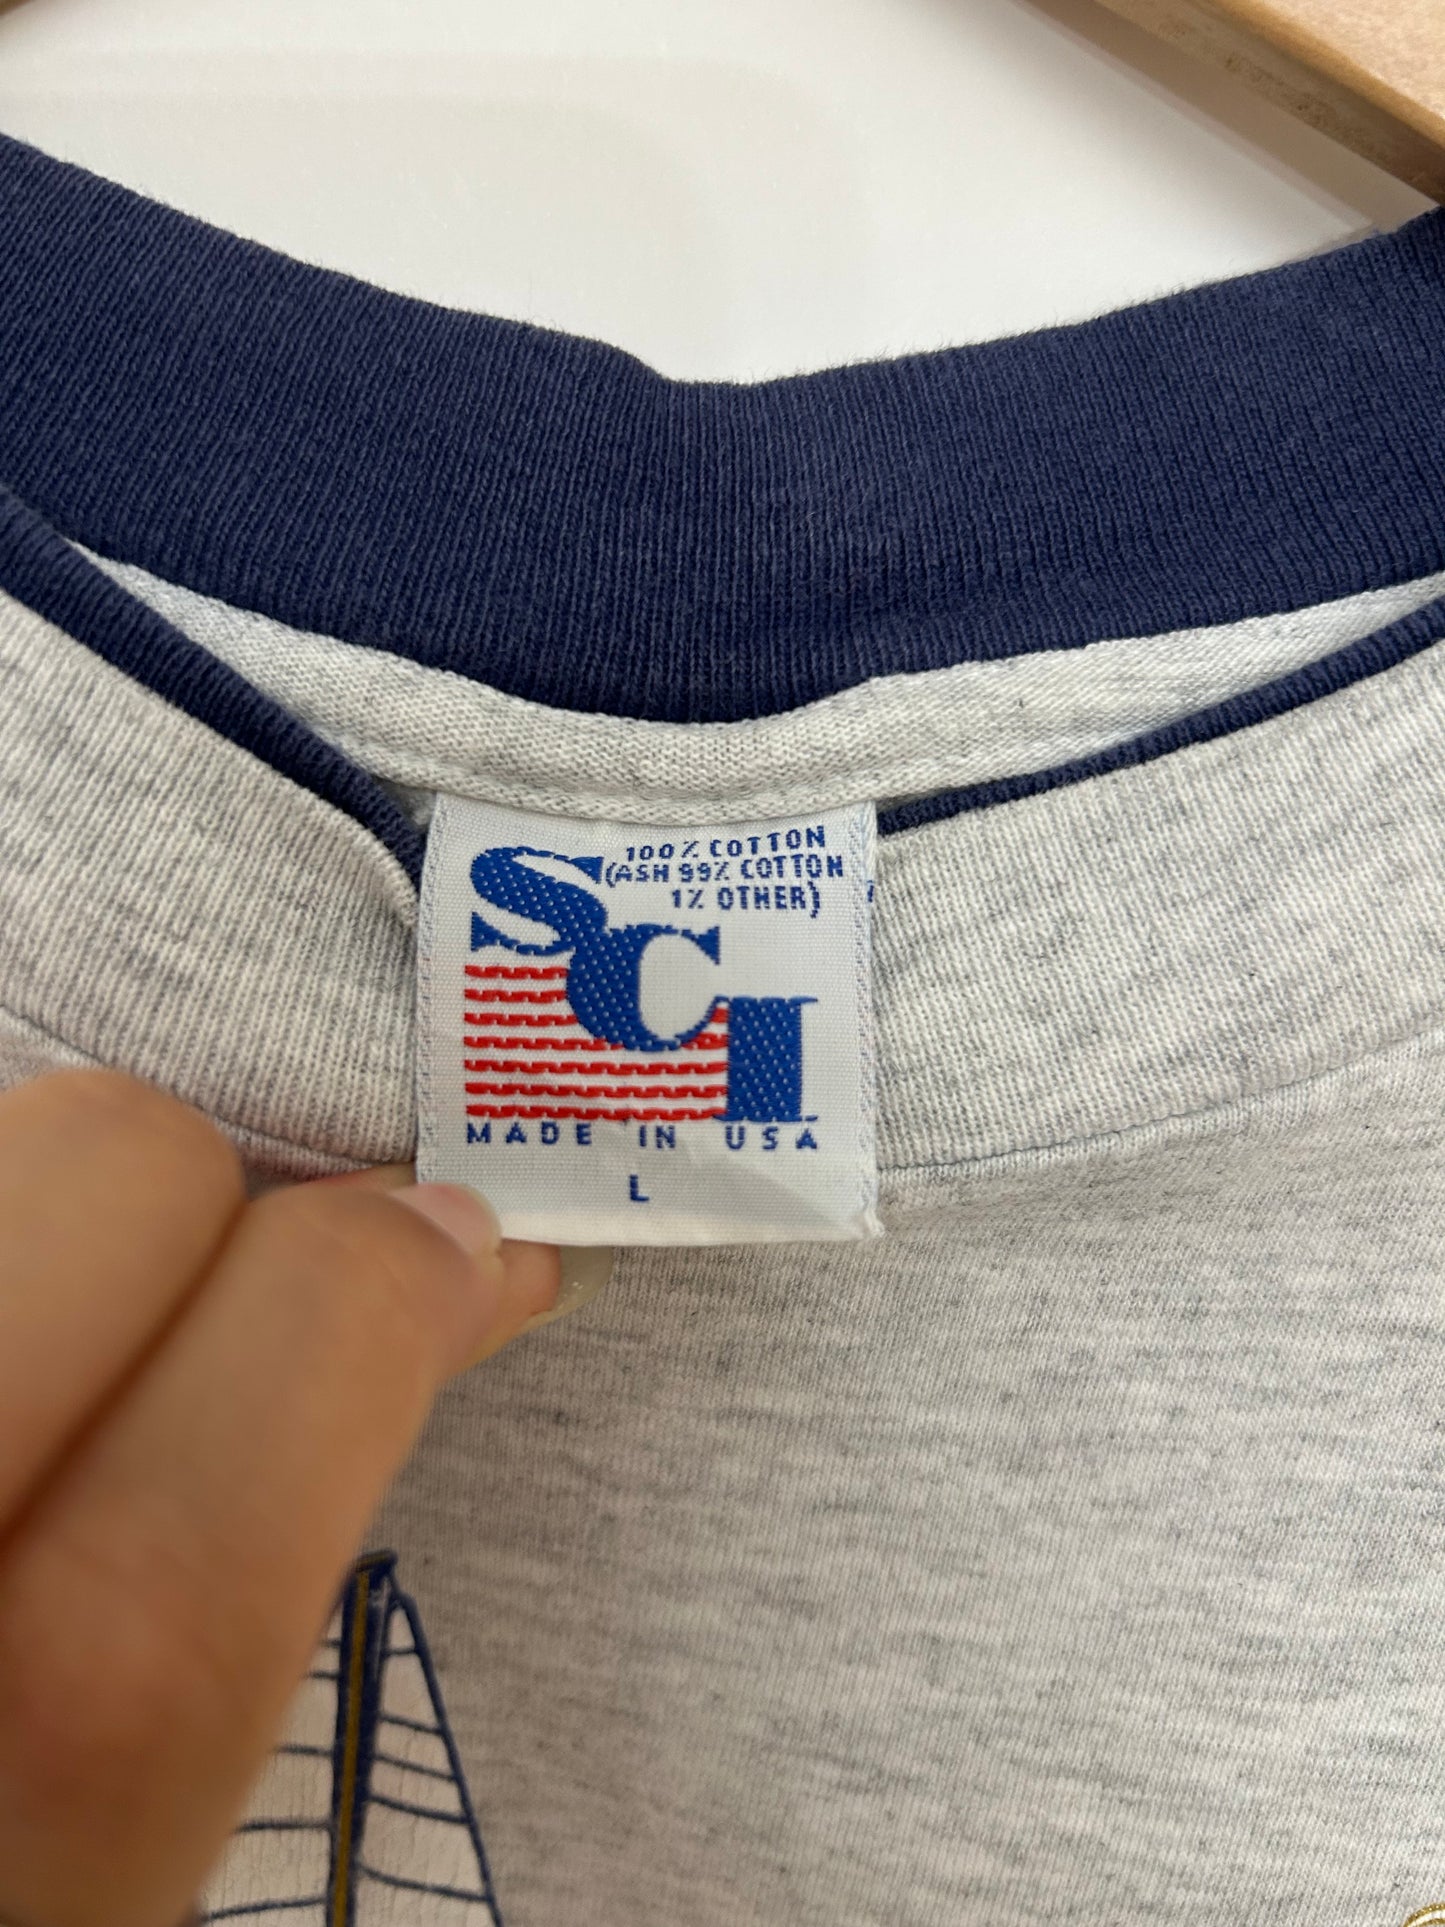 100% COTTON
(ASH 99% COTTON
1% OTHER)
SCI
MADE IN USA
L